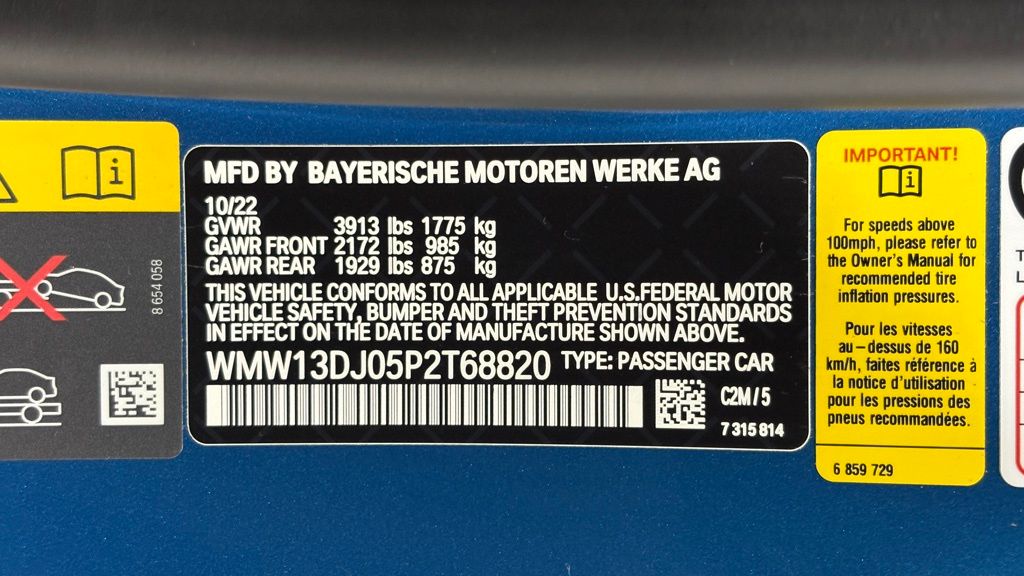 8 654 058
MFD BY BAYERISCHE MOTOREN WERKE AG
10/22
GVWR 3913 lbs 1775 kg
GAWR FRONT 2172 lbs 985 kg
GAWR REAR 1929 lbs 875 kg
THIS VEHICLE CONFORMS TO ALL APPLICABLE U.S.FEDERAL MOTOR
VEHICLE SAFETY, BUMPER AND THEFT PREVENTION STANDARDS
IN EFFECT ON THE DATE OF MANUFACTURE SHOWN ABOVE.
WMW13DJ05P2T68820 TYPE: PASSENGER CAR
C2M / 5
7 315 814
IMPORTANT!
For speeds above
100mph, please refer to
the Owner's Manual for
recommended tire
inflation pressures.
Pour les vitesses
au-dessus de 160
km/h, faites référence à
la notice d'utilisation
pour les pressions des
pneus recommandées.
6 859 729